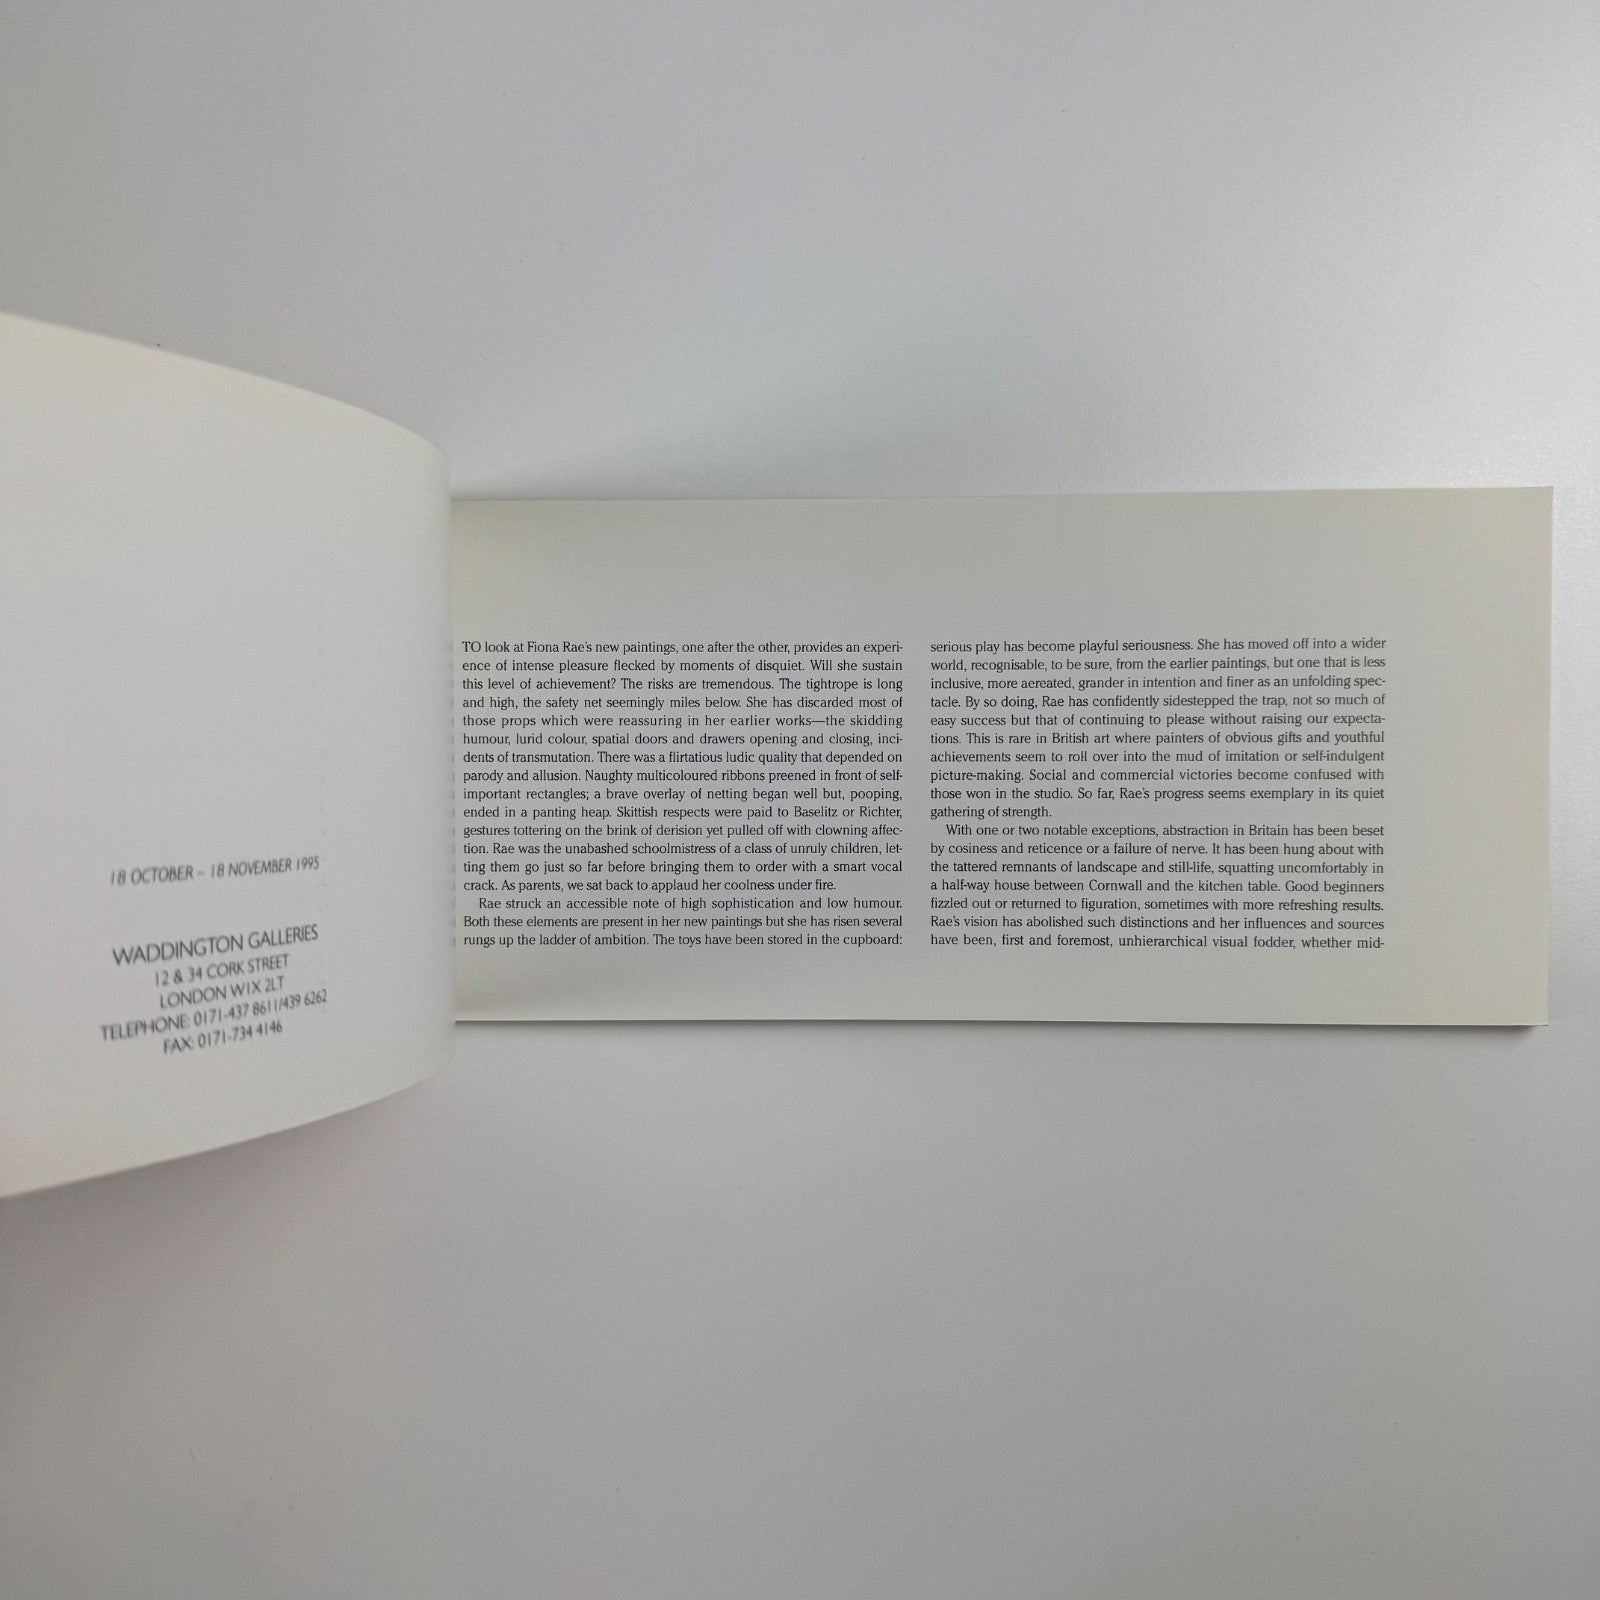 18 OCTOBER – 18 NOVEMBER 1995
WADDINGTON GALLERIES
12 & 34 CORK STREET
LONDON W1X 2LT
TELEPHONE: 0171-437 8611/439 6262
FAX: 0171-734 4146
TO look at Fiona Rae's new paintings, one after the other, provides an experi-
ence of intense pleasure flecked by moments of disquiet. Will she sustain
this level of achievement? The risks are tremendous. The tightrope is long
and high, the safety net seemingly miles below. She has discarded most of
those props which were reassuring in her earlier works—the skidding
humour, lurid colour, spatial doors and drawers opening and closing, inci-
dents of transmutation. There was a flirtatious ludic quality that depended on
parody and allusion. Naughty multicoloured ribbons preened in front of self-
important rectangles; a brave overlay of netting began well but, pooping,
ended in a panting heap. Skittish respects were paid to Baselitz or Richter,
gestures tottering on the brink of derision yet pulled off with clowning affec-
tion. Rae was the unabashed schoolmistress of a class of unruly children, let-
ting them go just so far before bringing them to order with a smart vocal
crack. As parents, we sat back to applaud her coolness under fire.
Rae struck an accessible note of high sophistication and low humour.
Both these elements are present in her new paintings but she has risen several
rungs up the ladder of ambition. The toys have been stored in the cupboard:
serious play has become playful seriousness. She has moved off into a wider
world, recognisable, to be sure, from the earlier paintings, but one that is less
inclusive, more aereated, grander in intention and finer as an unfolding spec-
tacle. By so doing, Rae has confidently sidestepped the trap, not so much of
easy success but that of continuing to please without raising our expecta-
tions. This is rare in British art where painters of obvious gifts and youthful
achievements seem to roll over into the mud of imitation or self-indulgent
picture-making. Social and commercial victories become confused with
those won in the studio. So far, Rae's progress seems exemplary in its quiet
gathering of strength.
With one or two notable exceptions, abstraction in Britain has been beset
by cosiness and reticence or a failure of nerve. It has been hung about with
the tattered remnants of landscape and still-life, squatting uncomfortably in
a half-way house between Cornwall and the kitchen table. Good beginners
fizzled out or returned to figuration, sometimes with more refreshing results.
Rae's vision has abolished such distinctions and her influences and sources
have been, first and foremost, unhierarchical visual fodder, whether mid-